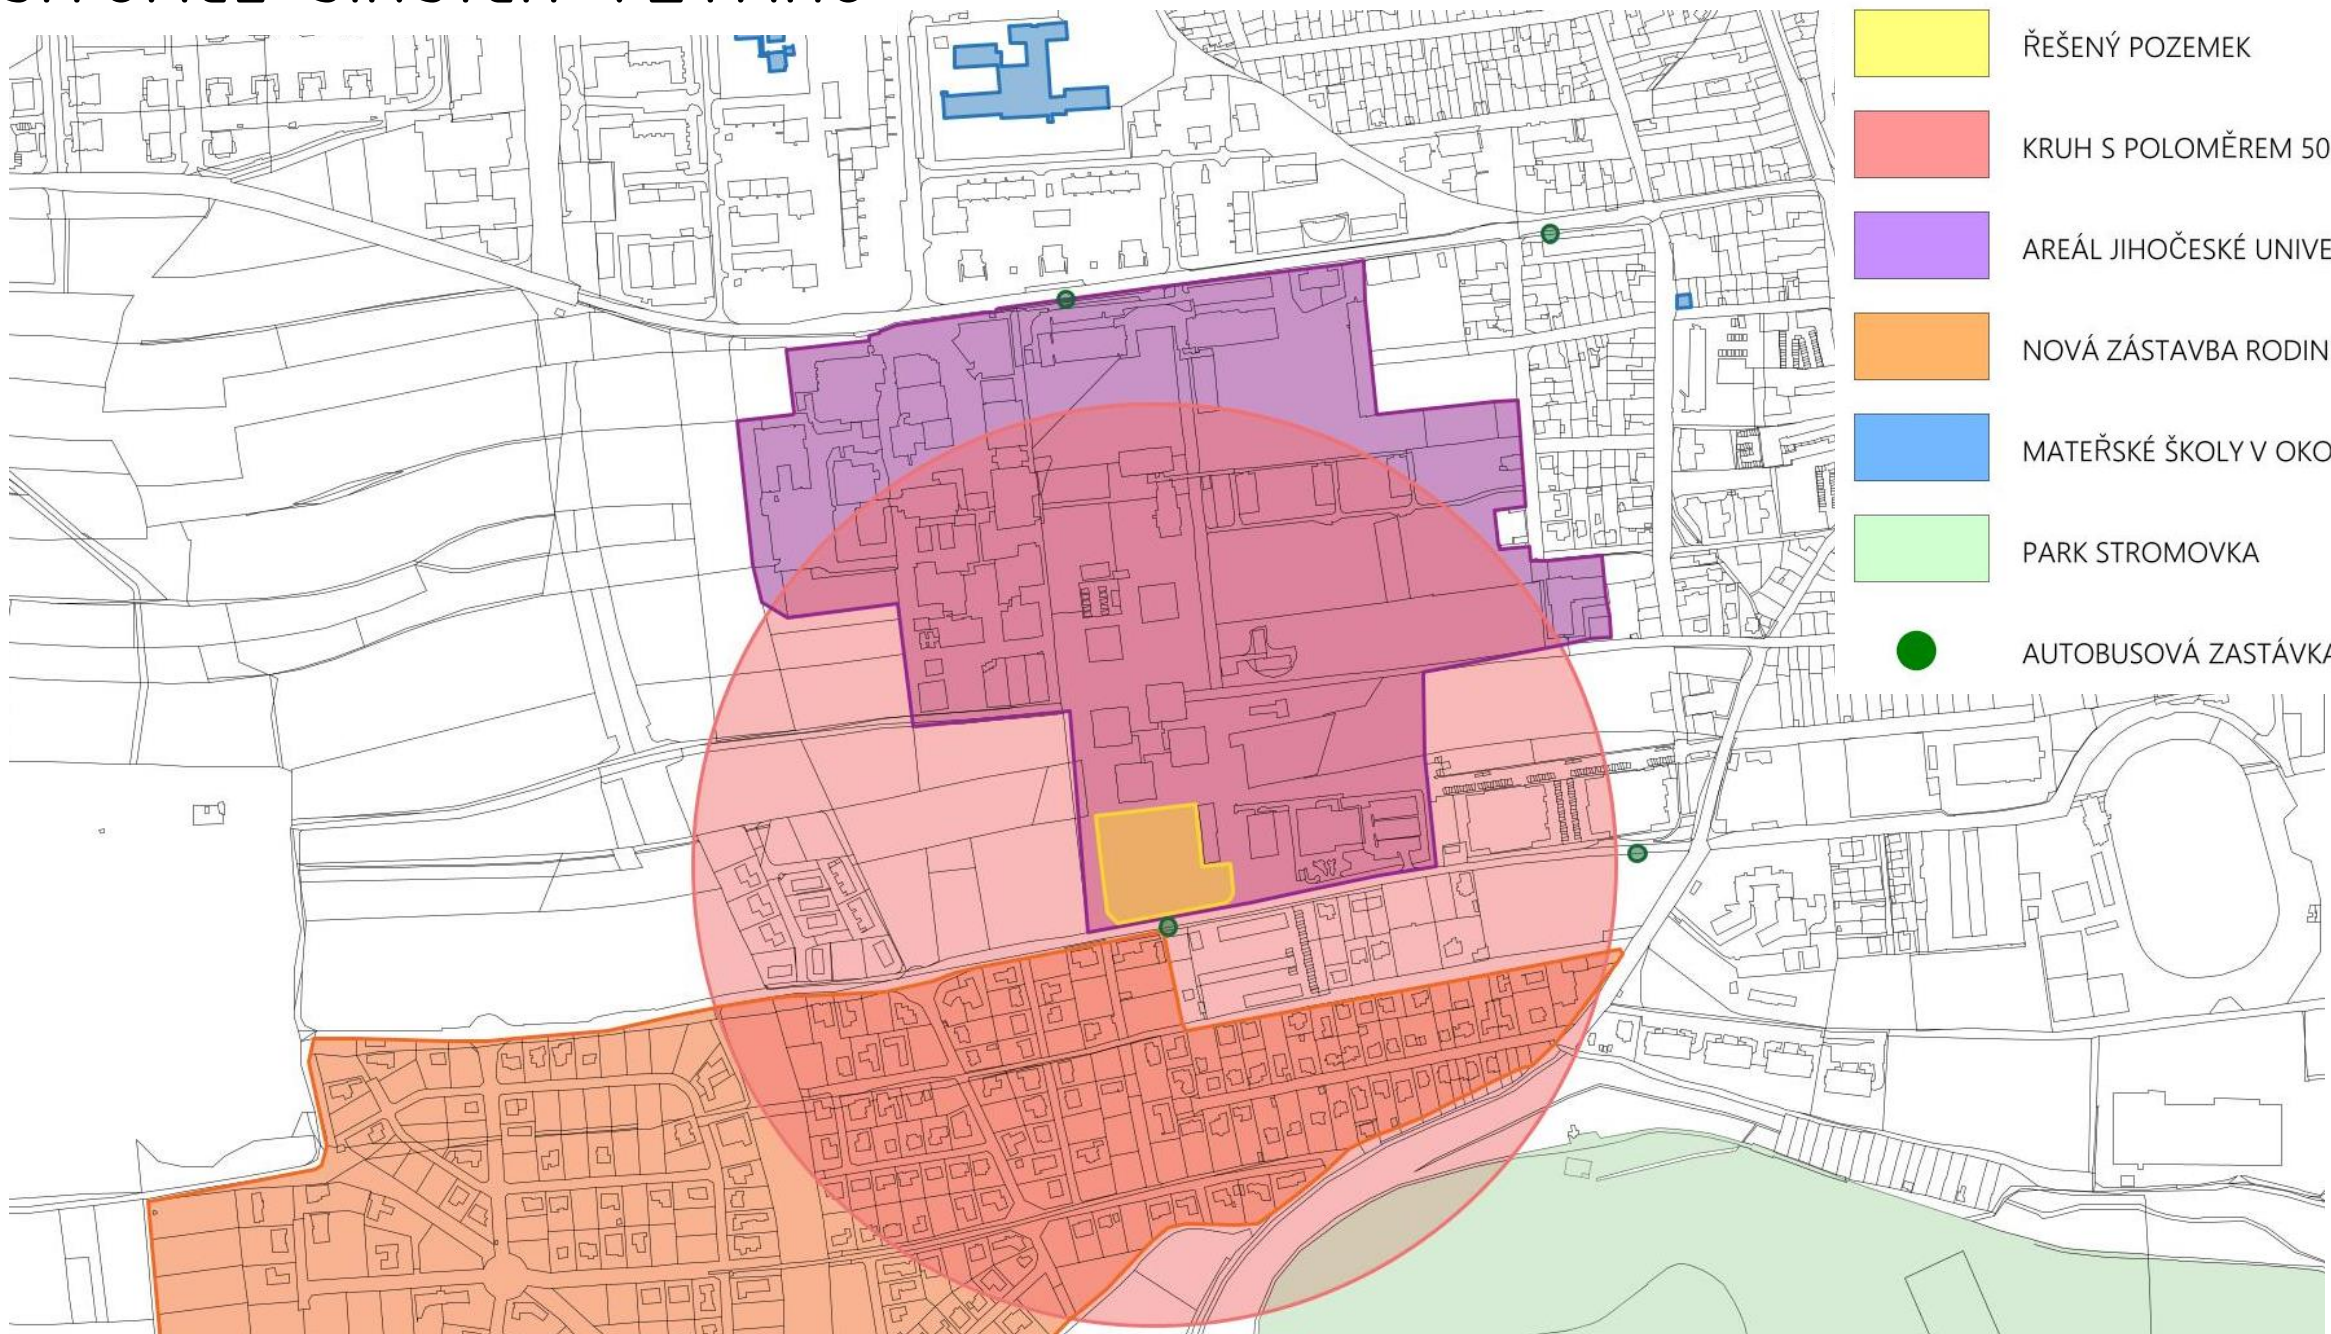 ŘEŠENÝ POZEMEK
KRUH S POLOMĚREM 50
AREÁL JIHOČESKÉ UNIVE
NOVÁ ZÁSTAVBA RODIN
MATEŘSKÉ ŠKOLY V OKO
PARK STROMOVKA
AUTOBUSOVÁ ZASTÁVKA